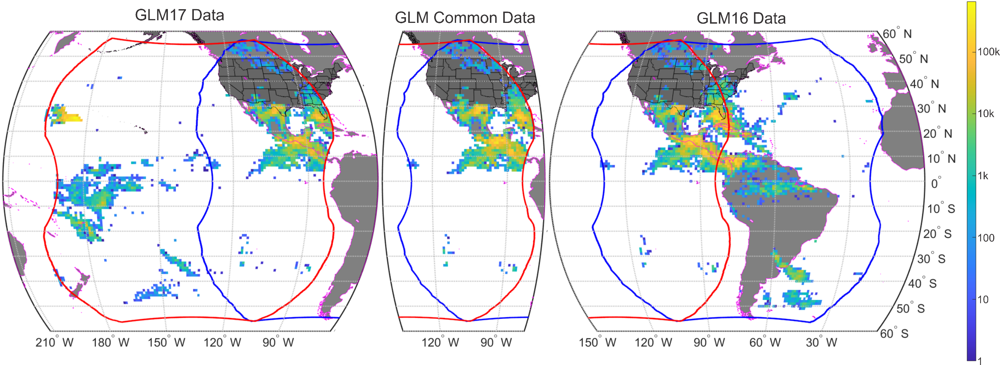 GLM17 Data
GLM Common Data
GLM16 Data
60° N
50° N
40° N
30° N
20° N
10° N
0°
10° S
20° S
30° S
40° S
50° S
60° S
210° W 180° W 150° W 120° W 90° W
120° W 90° W
150° W 120° W 90° W 60° W 30° W
100k
10k
1k
100
10
1